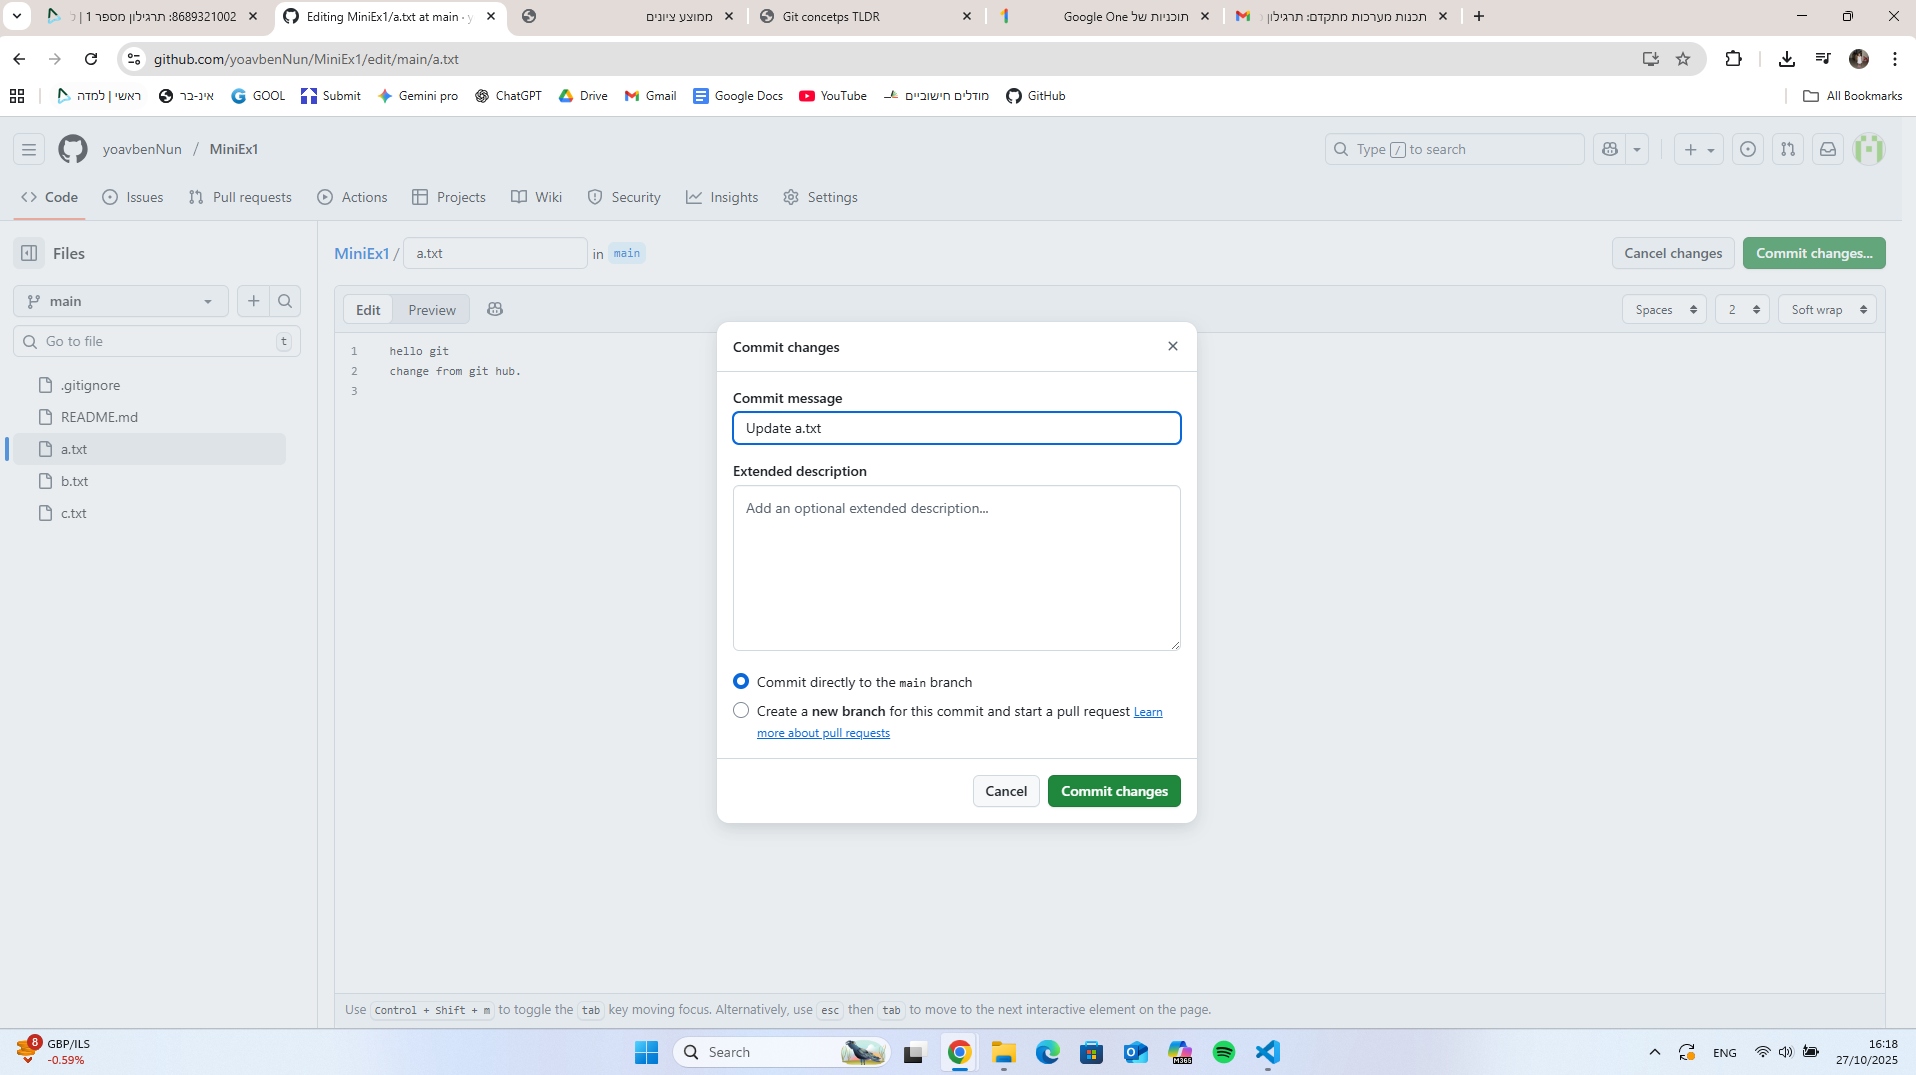 8689321002: תרגילון מספר 1 | ל
Editing MiniEx1/a.txt at main · y
ממוצע ציונים
Git concetps TLDR
תוכניות של Google One
תכנות מערכות מתקדם: תרגילון
github.com/yoavbenNun/MiniEx1/edit/main/a.txt
ראשי | למדה
אינ-בר
GOOL
Submit
Gemini pro
ChatGPT
Drive
Gmail
Google Docs
YouTube
מודלים חישוביים
GitHub
All Bookmarks
yoavbenNun / MiniEx1
Type / to search
Code
Issues
Pull requests
Actions
Projects
Wiki
Security
Insights
Settings
Files
MiniEx1 / a.txt in main
Cancel changes
Commit changes...
main
Edit
Preview
Spaces
2
Soft wrap
Go to file
t
1 hello git
2 change from git hub.
3
.gitignore
README.md
a.txt
b.txt
c.txt
Commit changes
Commit message
Update a.txt
Extended description
Add an optional extended description...
Commit directly to the main branch
Create a new branch for this commit and start a pull request Learn
more about pull requests
Cancel
Commit changes
Use Control + Shift + m to toggle the tab key moving focus. Alternatively, use esc then tab to move to the next interactive element on the page.
8
GBP/ILS
-0.59%
Search
M365
ENG
16:18
27/10/2025